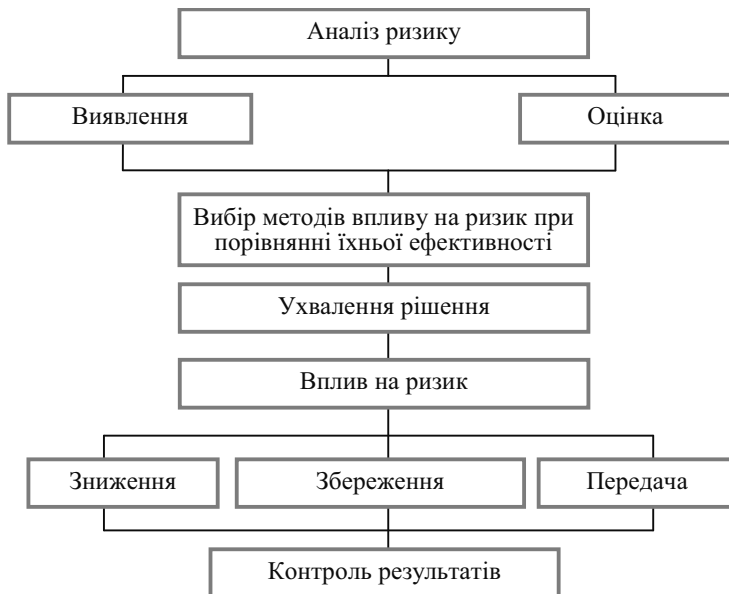 Аналіз ризику
Виявлення
Оцінка
Вибір методів впливу на ризик при
порівнянні їхньої ефективності
Ухвалення рішення
Вплив на ризик
Зниження
Збереження
Передача
Контроль результатів